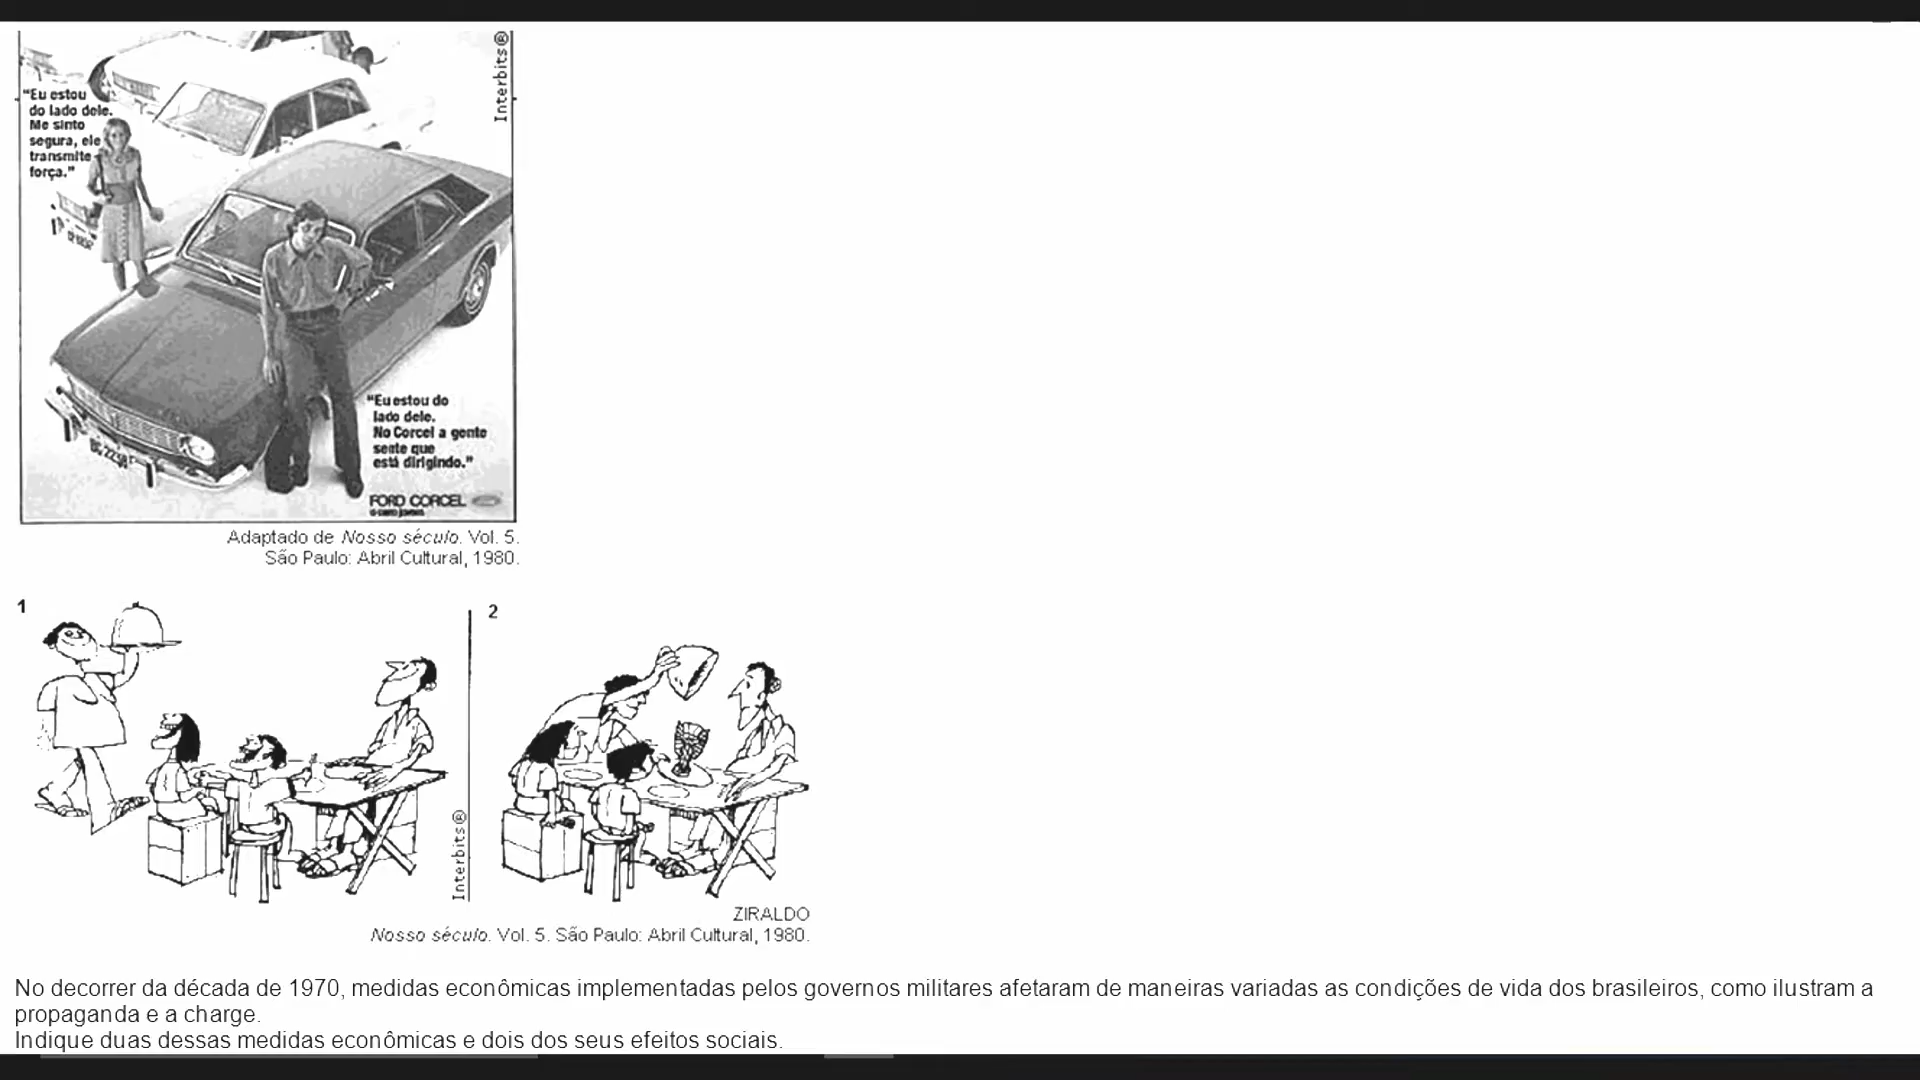 Interbits®
"Eu estou
do lado dele.
Me sinto
segura, ele
transmite
força."
"Eu estou do
lado dele.
No Corcel a gente
sente que
está dirigindo."
FORD CORCEL
Adaptado de Nosso século. Vol. 5.
São Paulo: Abril Cultural, 1980.
1
2
Interbits®
ZIRALDO
Nosso século. Vol. 5. São Paulo: Abril Cultural, 1980.
No decorrer da década de 1970, medidas econômicas implementadas pelos governos militares afetaram de maneiras variadas as condições de vida dos brasileiros, como ilustram a
propaganda e a charge.
Indique duas dessas medidas econômicas e dois dos seus efeitos sociais.